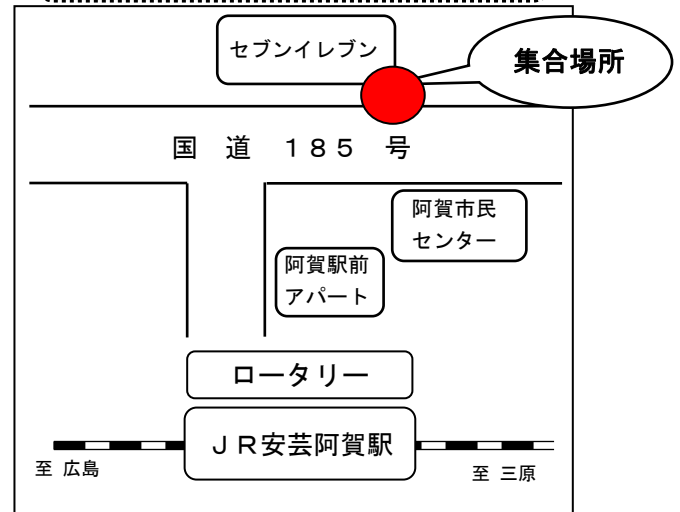 セブンイレブン
集合場所
国 道 １８５ 号
阿賀市民
センター
阿賀駅前
アパート
ロータリー
ＪＲ安芸阿賀駅
至 広島
至 三原